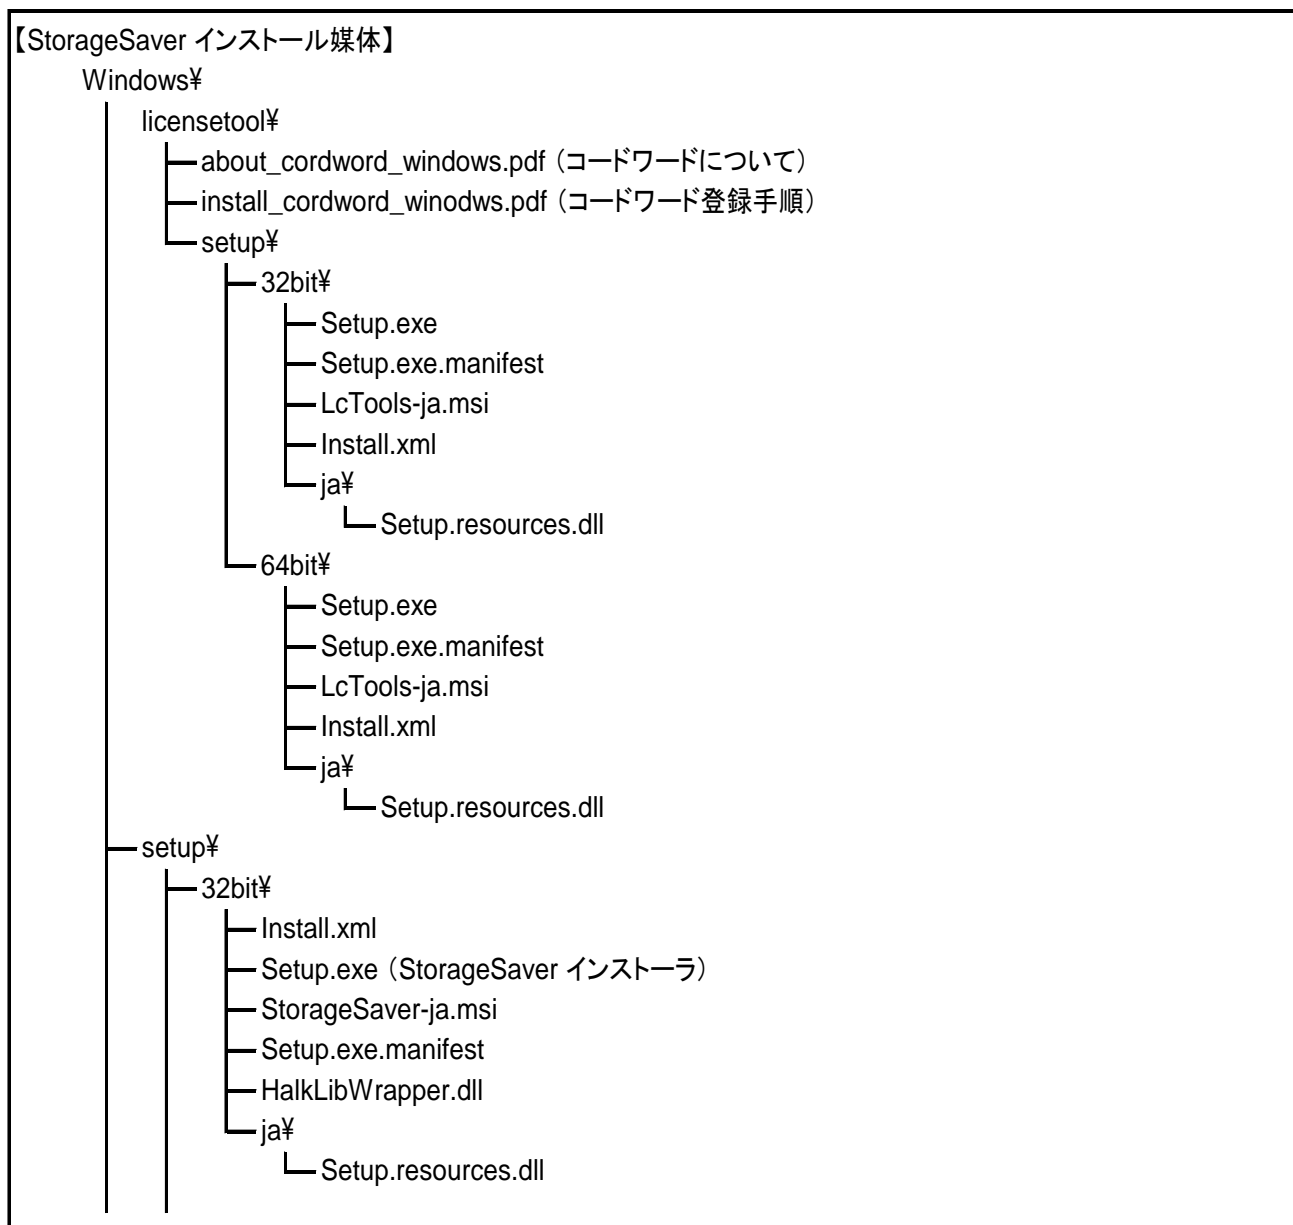 【StorageSaver インストール媒体】
Windows¥
licensetool¥
about_cordword_windows.pdf（コードワードについて）
install_cordword_winodws.pdf（コードワード登録手順）
setup¥
32bit¥
Setup.exe
Setup.exe.manifest
LcTools-ja.msi
Install.xml
ja¥
Setup.resources.dll
64bit¥
Setup.exe
Setup.exe.manifest
LcTools-ja.msi
Install.xml
ja¥
Setup.resources.dll
setup¥
32bit¥
Install.xml
Setup.exe（StorageSaver インストーラ）
StorageSaver-ja.msi
Setup.exe.manifest
HalkLibWrapper.dll
ja¥
Setup.resources.dll